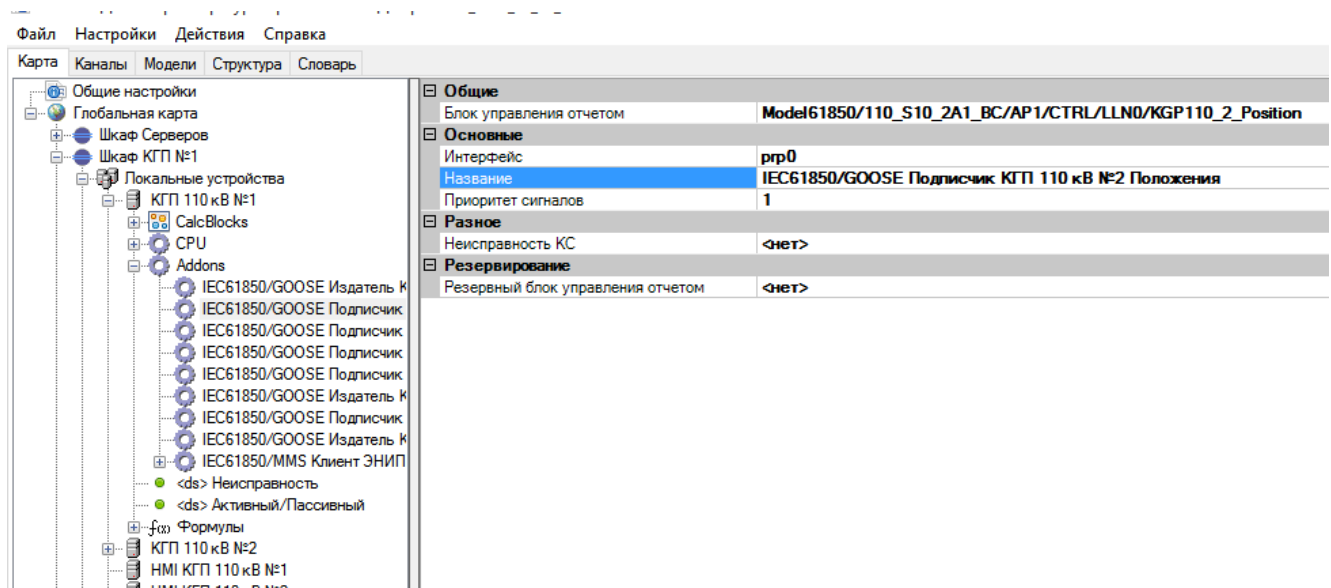 Файл Настройки Действия Справка
Карта Каналы Модели Структура Словарь
Общие настройки
Глобальная карта
Шкаф Серверов
Шкаф КГП №1
Локальные устройства
КГП 110 кВ №1
CalcBlocks
CPU
Addons
IEC61850/GOOSE Издатель К
IEC61850/GOOSE Подписчик
IEC61850/GOOSE Подписчик
IEC61850/GOOSE Подписчик
IEC61850/GOOSE Подписчик
IEC61850/GOOSE Издатель К
IEC61850/GOOSE Подписчик
IEC61850/GOOSE Издатель К
IEC61850/MMS Клиент ЭНИП
<ds> Неисправность
<ds> Активный/Пассивный
f(x) Формулы
КГП 110 кВ №2
HMI КГП 110 кВ №1
Общие
Блок управления отчетом Model61850/110_S10_2A1_BC/AP1/CTRL/LLN0/KGP110_2_Position
Основные
Интерфейс prp0
Название IEC61850/GOOSE Подписчик КГП 110 кВ №2 Положения
Приоритет сигналов 1
Разное
Неисправность КС <нет>
Резервирование
Резервный блок управления отчетом <нет>